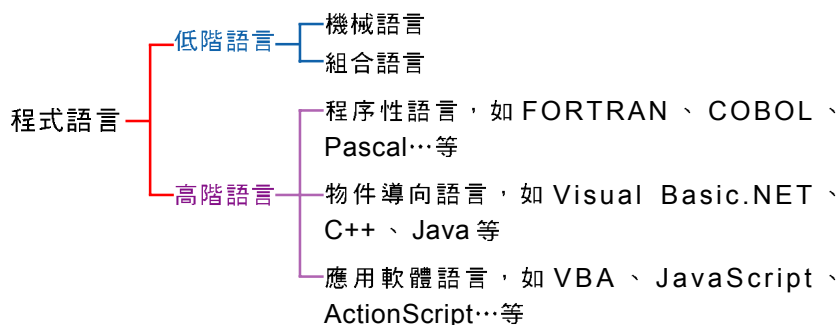 程式語言
低階語言
機械語言
組合語言
高階語言
程序性語言，如 FORTRAN 、 COBOL 、
Pascal⋯等
物件導向語言，如 Visual Basic.NET 、
C++ 、 Java 等
應用軟體語言，如 VBA 、 JavaScript 、
ActionScript⋯等